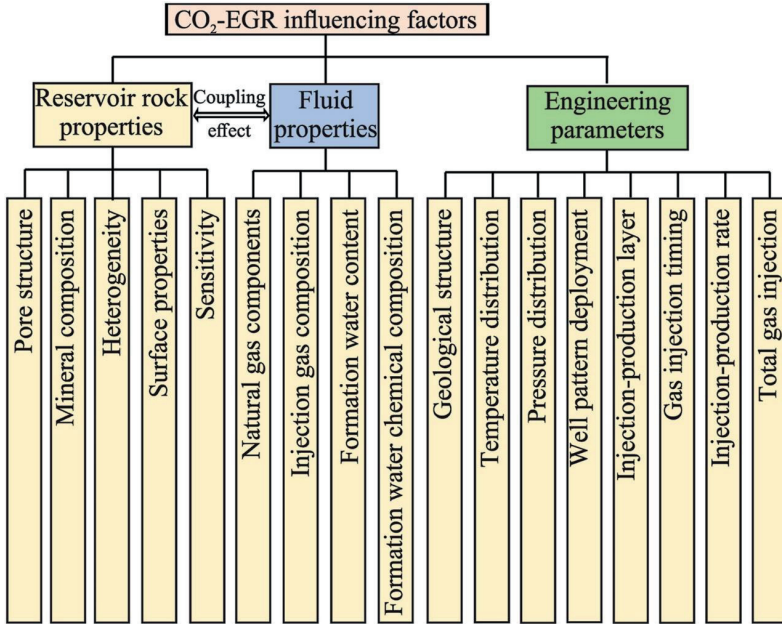 CO₂-EGR influencing factors
Reservoir rock
properties
Coupling
effect
Fluid
properties
Engineering
parameters
Pore structure
Mineral composition
Heterogeneity
Surface properties
Sensitivity
Natural gas components
Injection gas composition
Formation water content
Formation water chemical composition
Geological structure
Temperature distribution
Pressure distribution
Well pattern deployment
Injection-production layer
Gas injection timing
Injection-production rate
Total gas injection